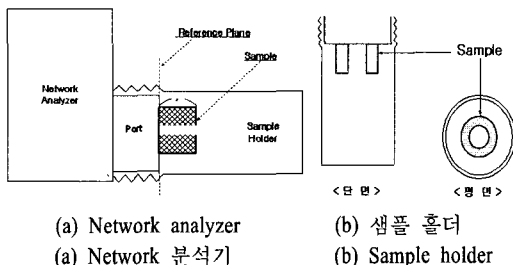 Reference Plane
Sample
Network
Analyzer
Port
Sample
Holder
Sample
<단 면>
<평 면>
(a) Network analyzer
(a) Network 분석기
(b) 샘플 홀더
(b) Sample holder